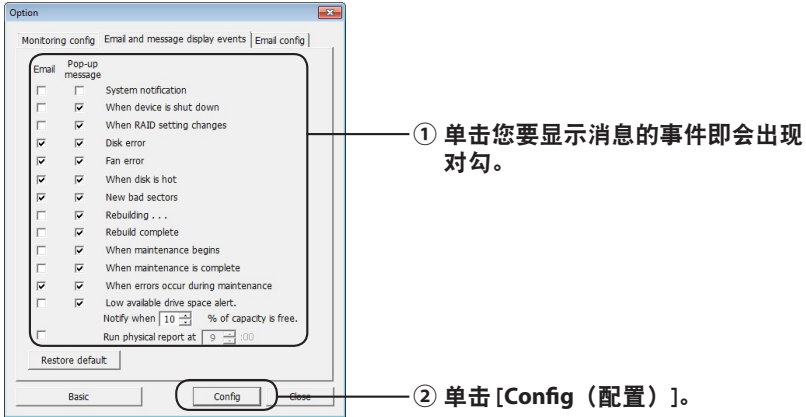 Option
Monitoring config Email and message display events Email config
Email Pop-up message
System notification
When device is shut down
When RAID setting changes
Disk error
Fan error
When disk is hot
New bad sectors
Rebuilding . . .
Rebuild complete
When maintenance begins
When maintenance is complete
When errors occur during maintenance
Low available drive space alert.
Notify when 10 % of capacity is free.
Run physical report at 9 :00
Restore default
Basic Config Close
① 单击您要显示消息的事件即会出现
对勾。
② 单击 [Config（配置）]。